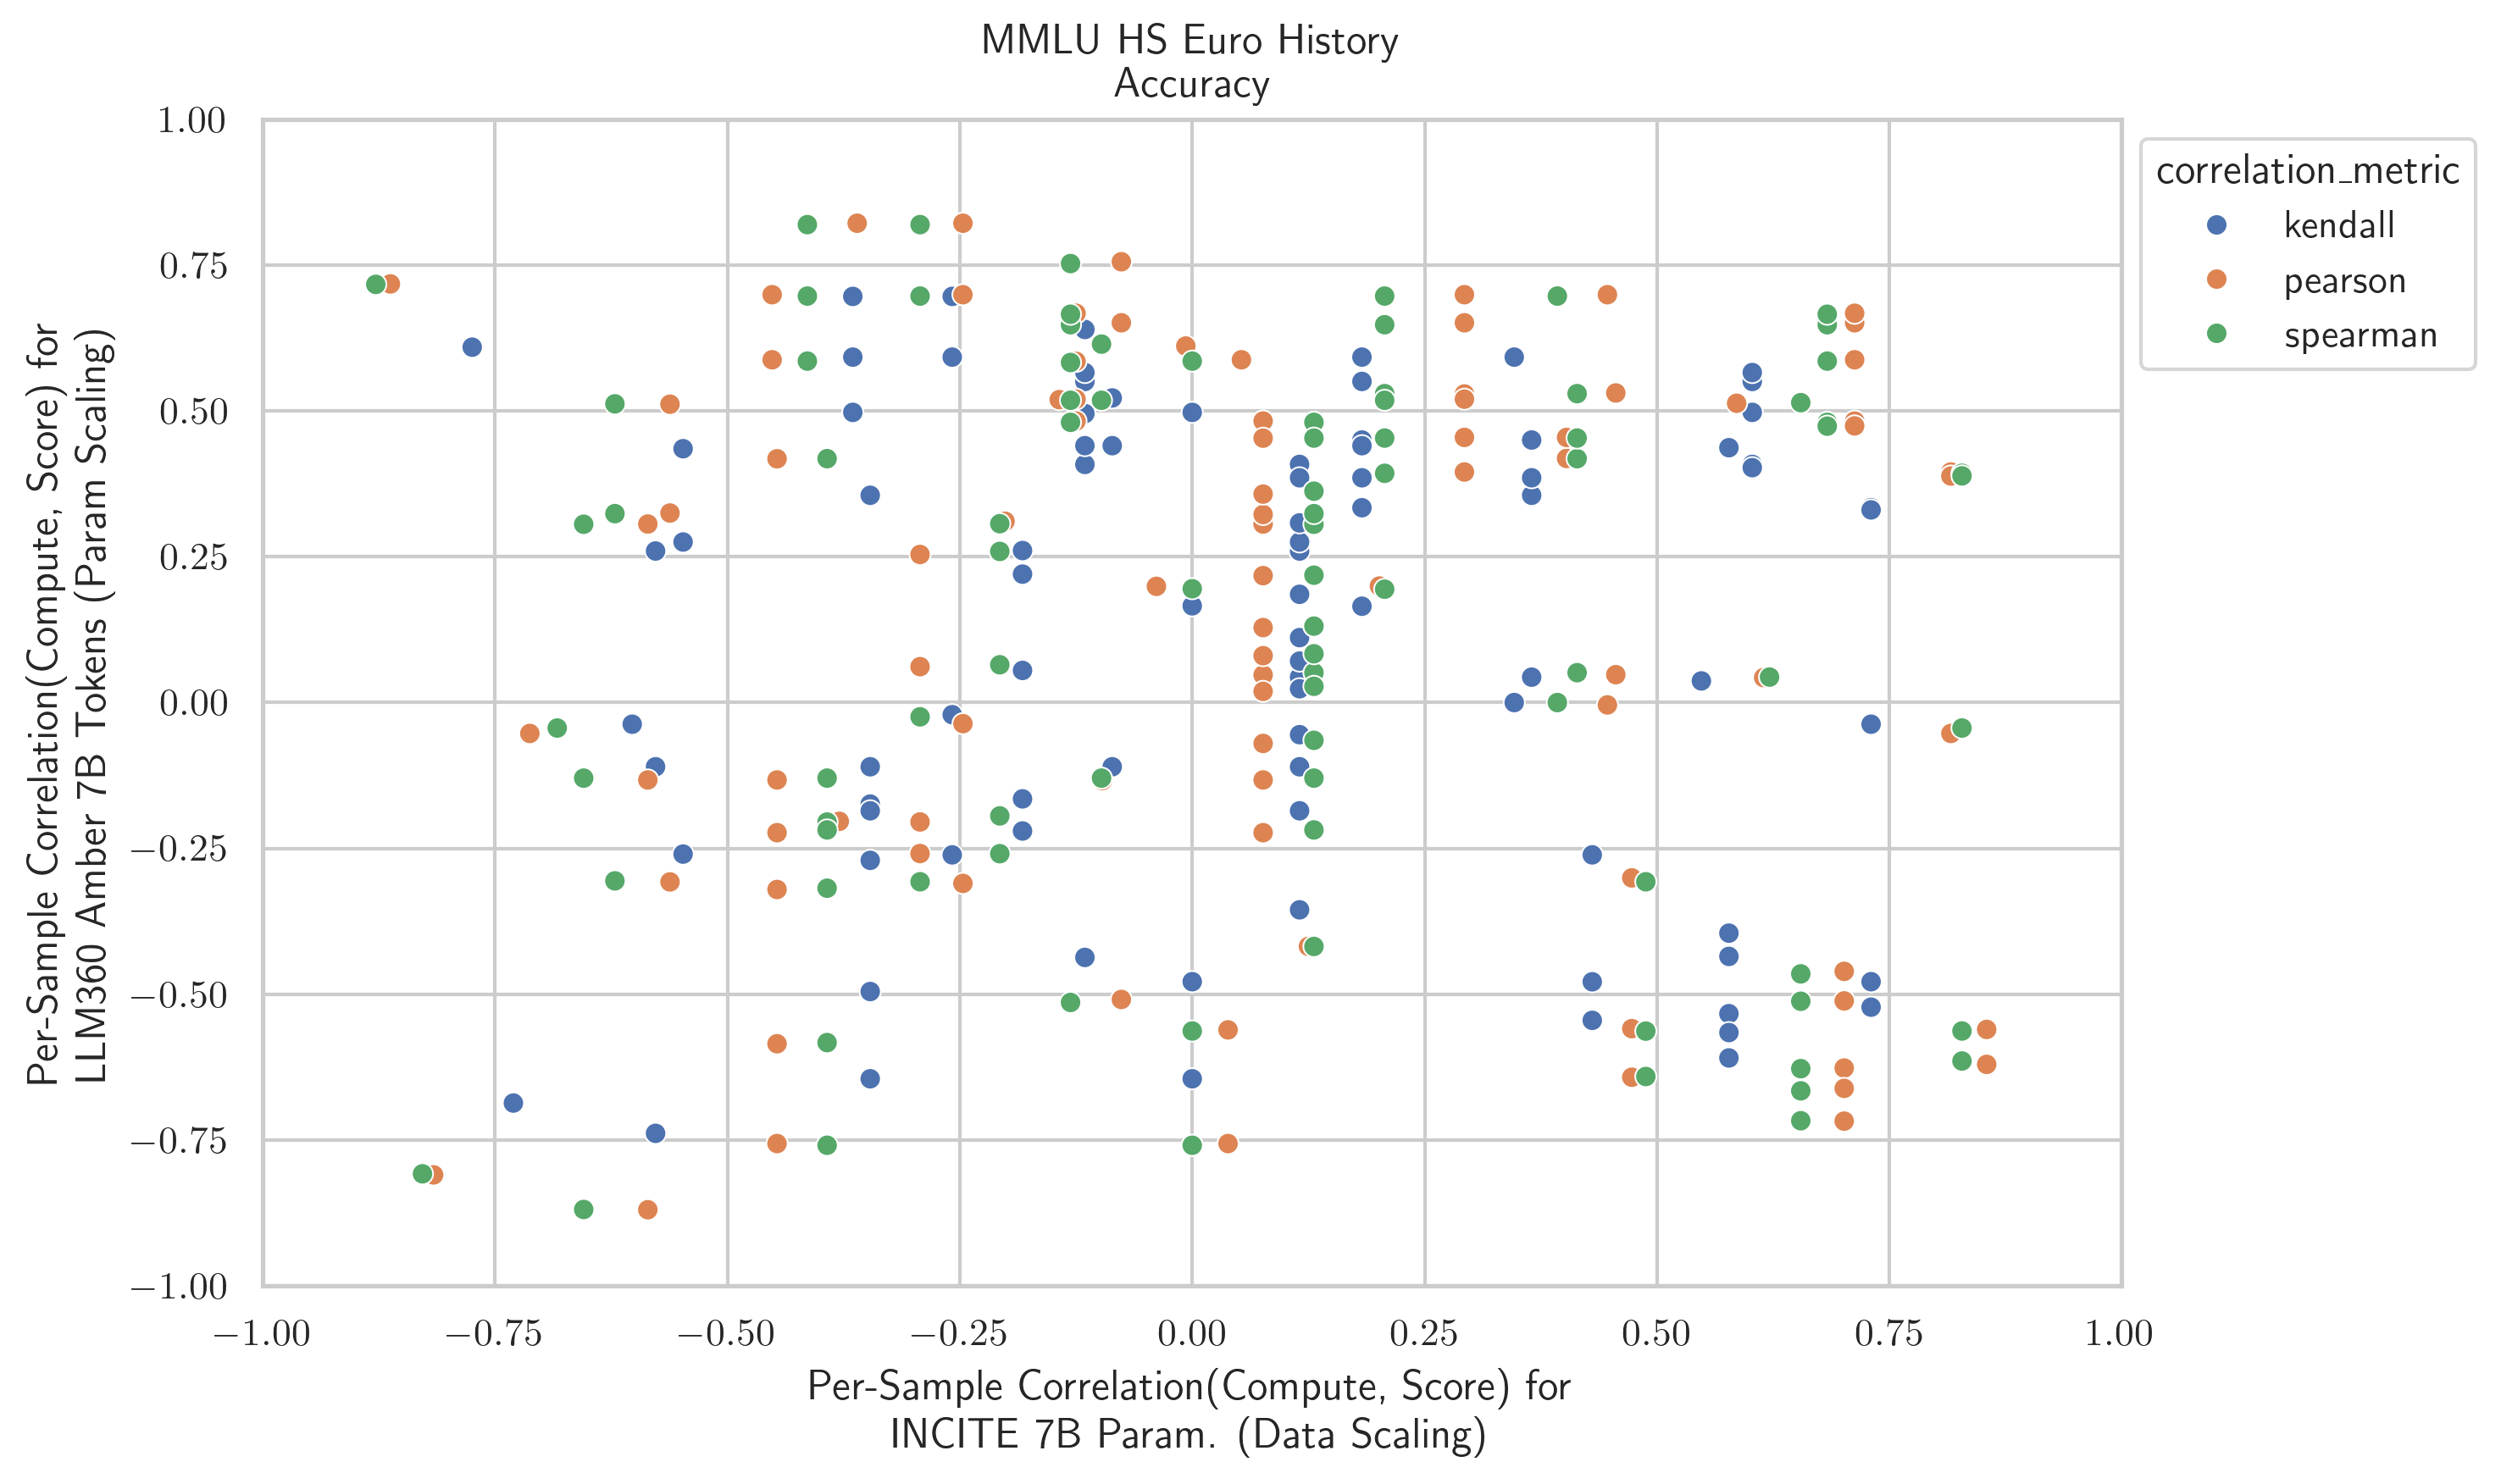 MMLU HS Euro History
Accuracy
1.00
0.75
0.50
0.25
0.00
−0.25
−0.50
−0.75
−1.00
Per-Sample Correlation(Compute, Score) for
LLM360 Amber 7B Tokens (Param Scaling)
correlation_metric
kendall
pearson
spearman
−1.00 −0.75 −0.50 −0.25 0.00 0.25 0.50 0.75 1.00
Per-Sample Correlation(Compute, Score) for
INCITE 7B Param. (Data Scaling)